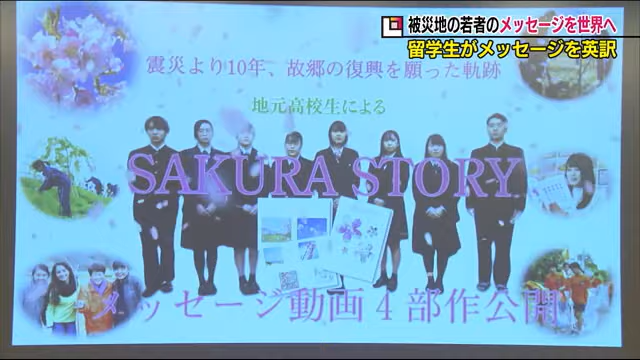 被災地の若者のメッセージを世界へ
留学生がメッセージを英訳
震災より10年、故郷の復興を願った軌跡
地元高校生による
SAKURA STORY
メッセージ動画4部作公開